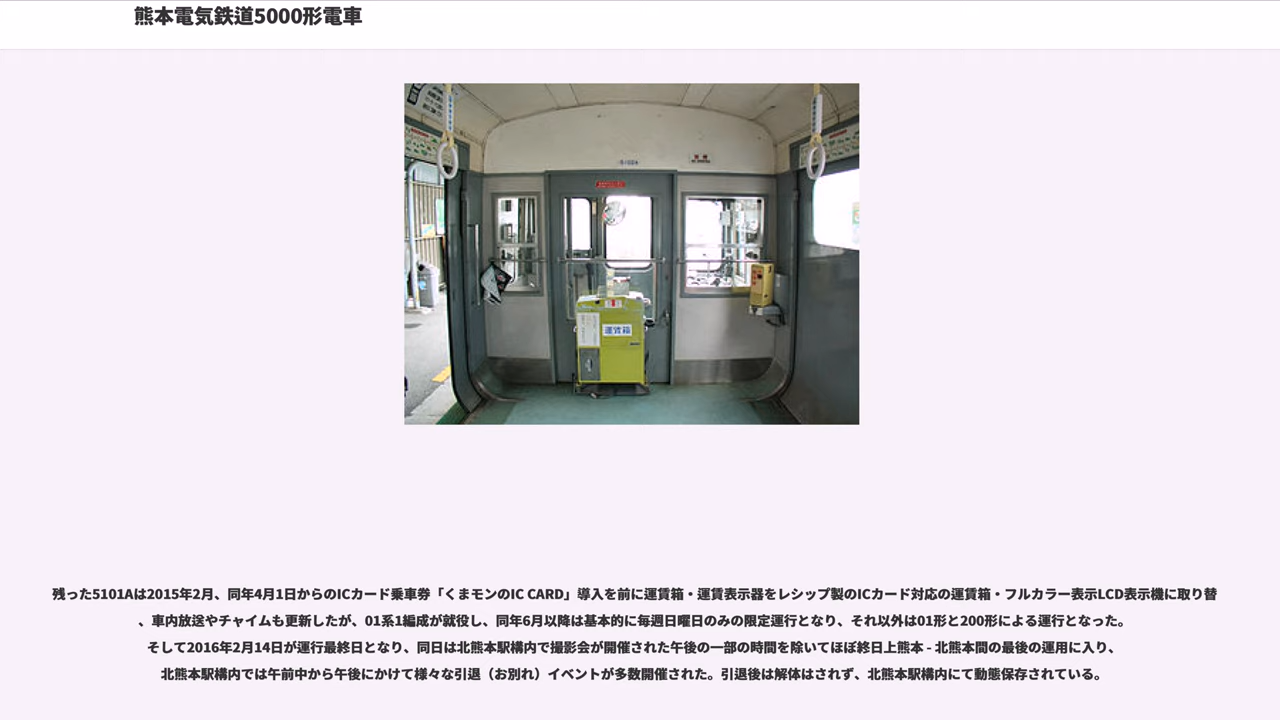 熊本電気鉄道5000形電車
運賃箱
残った5101Aは2015年2月、同年4月1日からのICカード乗車券「くまモンのIC CARD」導入を前に運賃箱・運賃表示器をレシップ製のICカード対応の運賃箱・フルカラー表示LCD表示機に取り替
、車内放送やチャイムも更新したが、01系1編成が就役し、同年6月以降は基本的に毎週日曜日のみの限定運行となり、それ以外は01形と200形による運行となった。
そして2016年2月14日が運行最終日となり、同日は北熊本駅構内で撮影会が開催された午後の一部の時間を除いてほぼ終日上熊本 - 北熊本間の最後の運用に入り、
北熊本駅構内では午前中から午後にかけて様々な引退（お別れ）イベントが多数開催された。引退後は解体はされず、北熊本駅構内にて動態保存されている。